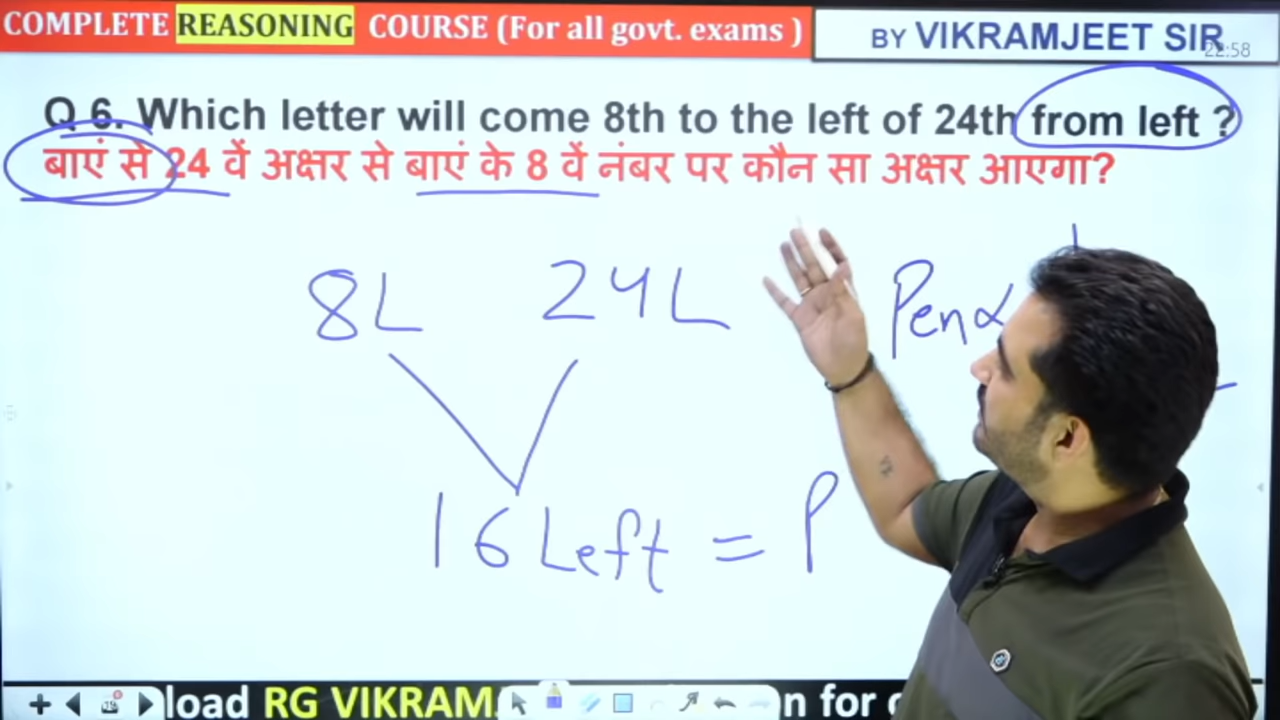 COMPLETE REASONING COURSE (For all govt. exams )
BY VIKRAMJEET SIR
22:58
Q 6. Which letter will come 8th to the left of 24th from left ?
बाएं से 24 वें अक्षर से बाएं के 8 वें नंबर पर कौन सा अक्षर आएगा?
8L 24L
16 Left = P
load RG VIKRAM
n for